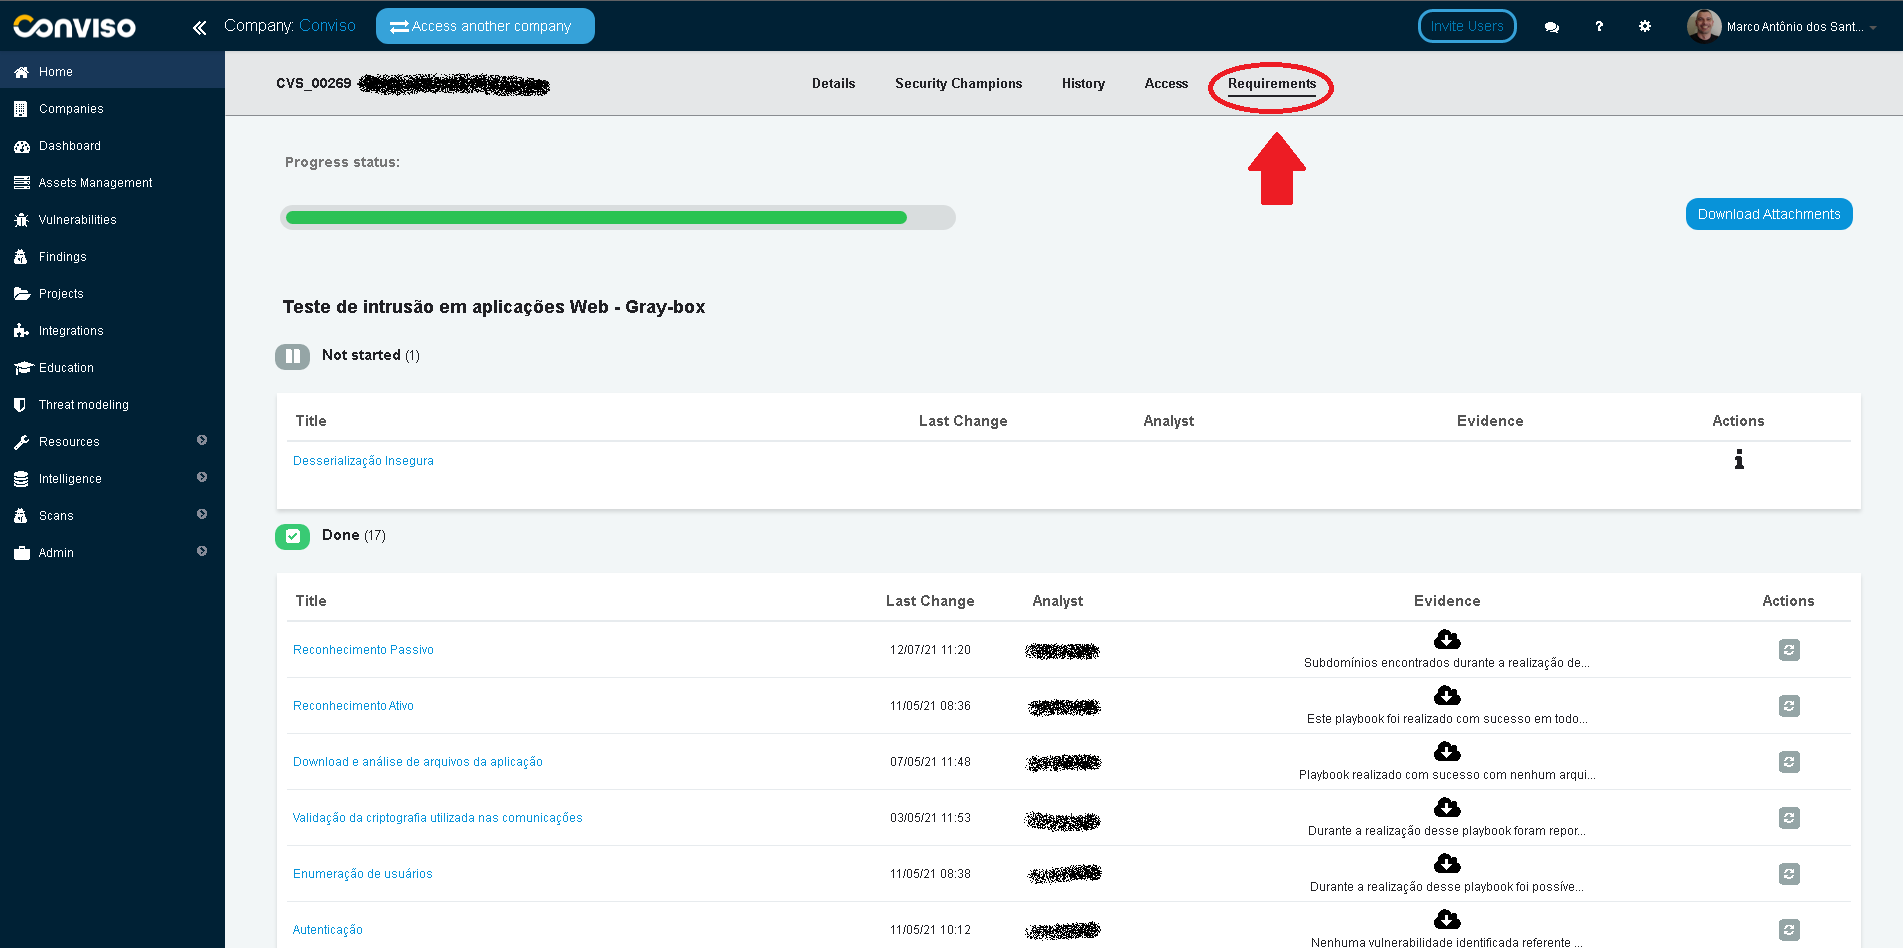 Conviso
Company: Conviso
Access another company
Invite Users
?
Marco Antônio dos Sant...
Home
Companies
Dashboard
Assets Management
Vulnerabilities
Findings
Projects
Integrations
Education
Threat modeling
Resources
Intelligence
Scans
Admin
CVS_00269
Details
Security Champions
History
Access
Requirements
Progress status:
Download Attachments
Teste de intrusão em aplicações Web - Gray-box
Not started (1)
Title Last Change Analyst Evidence Actions
Desserialização Insegura
Done (17)
Title Last Change Analyst Evidence Actions
Reconhecimento Passivo 12/07/21 11:20
Subdomínios encontrados durante a realização de...
Reconhecimento Ativo 11/05/21 08:36
Este playbook foi realizado com sucesso em todo...
Download e análise de arquivos da aplicação 07/05/21 11:48
Playbook realizado com sucesso com nenhum arqui...
Validação da criptografia utilizada nas comunicações 03/05/21 11:53
Durante a realização desse playbook foram repor...
Enumeração de usuários 11/05/21 08:38
Durante a realização desse playbook foi possíve...
Autenticação 11/05/21 10:12
Nenhuma vulnerabilidade identificada referente ...